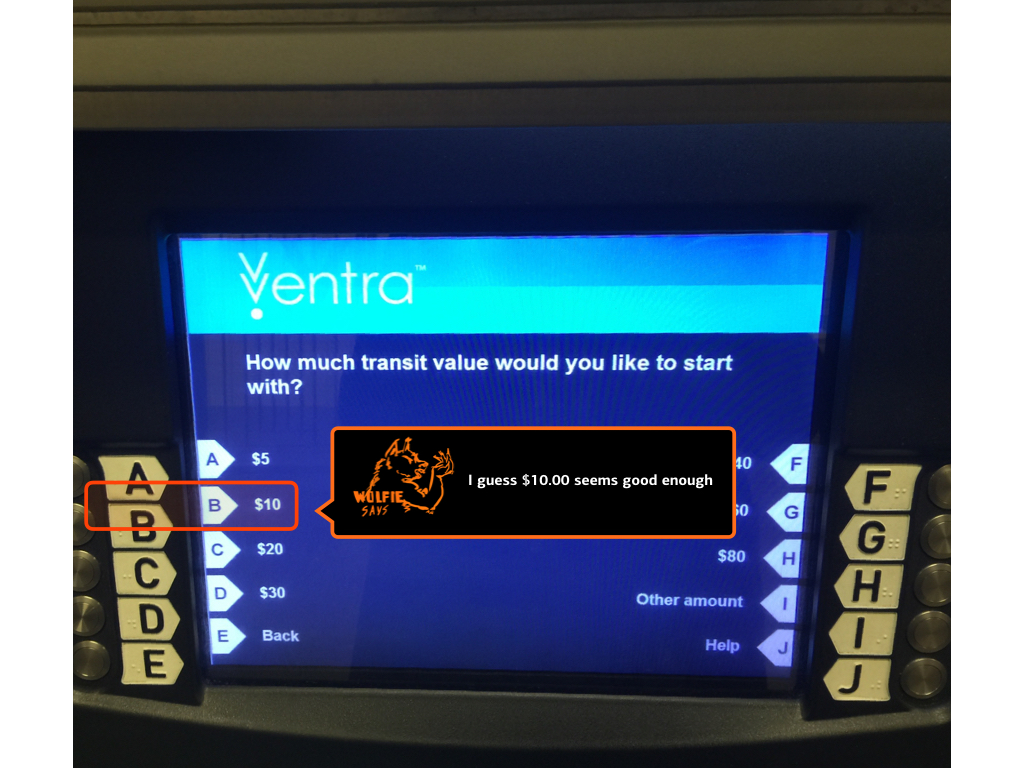 Ventra™
How much transit value would you like to start
with?
A $5
B $10
C $20
D $30
E Back
WOLFIE
SAYS
I guess $10.00 seems good enough
40 F
G
$80 H
Other amount I
Help J
A
B
C
D
E
F
G
H
I
J